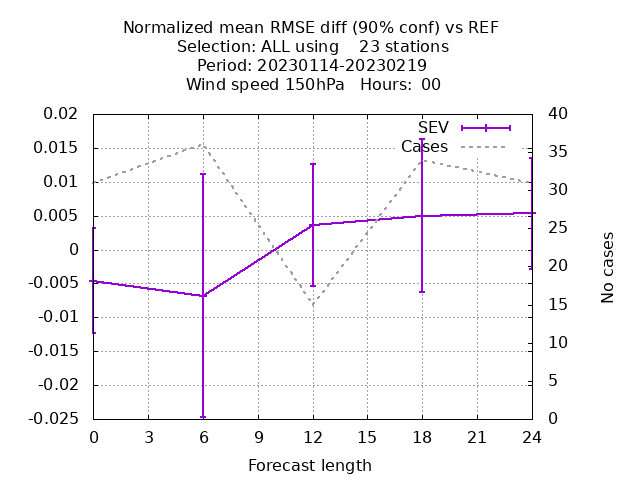 Normalized mean RMSE diff (90% conf) vs REF
Selection: ALL using    23 stations
Period: 20230114-20230219
Wind speed 150hPa   Hours:  00
SEV
Cases
0.02
0.015
0.01
0.005
0
-0.005
-0.01
-0.015
-0.02
-0.025
40
35
30
25
20
15
10
5
0
No cases
0 3 6 9 12 15 18 21 24
Forecast length